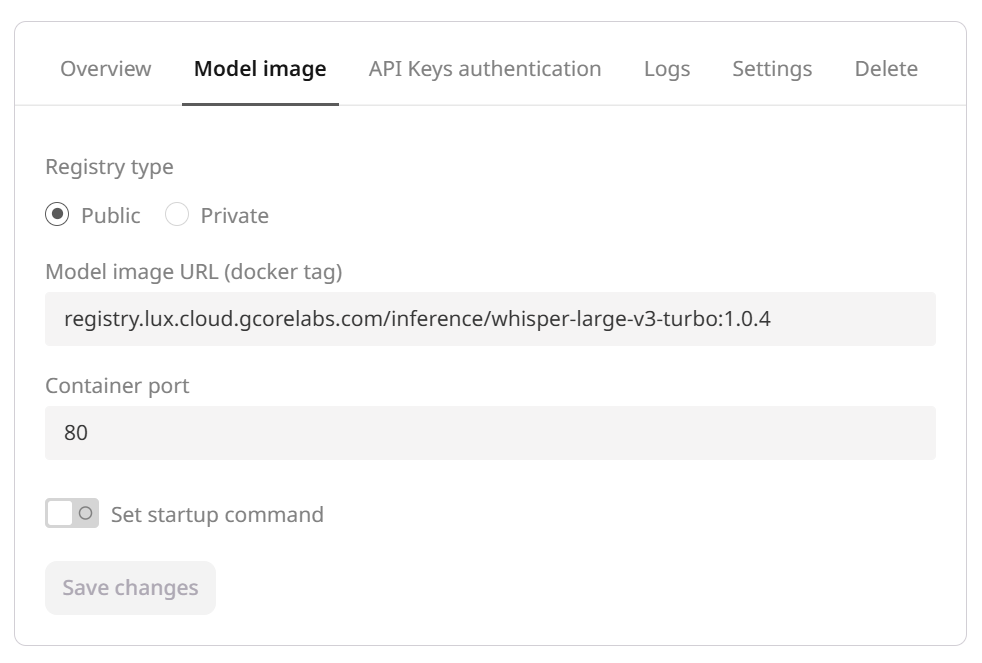 Overview Model image API Keys authentication Logs Settings Delete
Registry type
Public Private
Model image URL (docker tag)
registry.lux.cloud.gcorelabs.com/inference/whisper-large-v3-turbo:1.0.4
Container port
80
Set startup command
Save changes